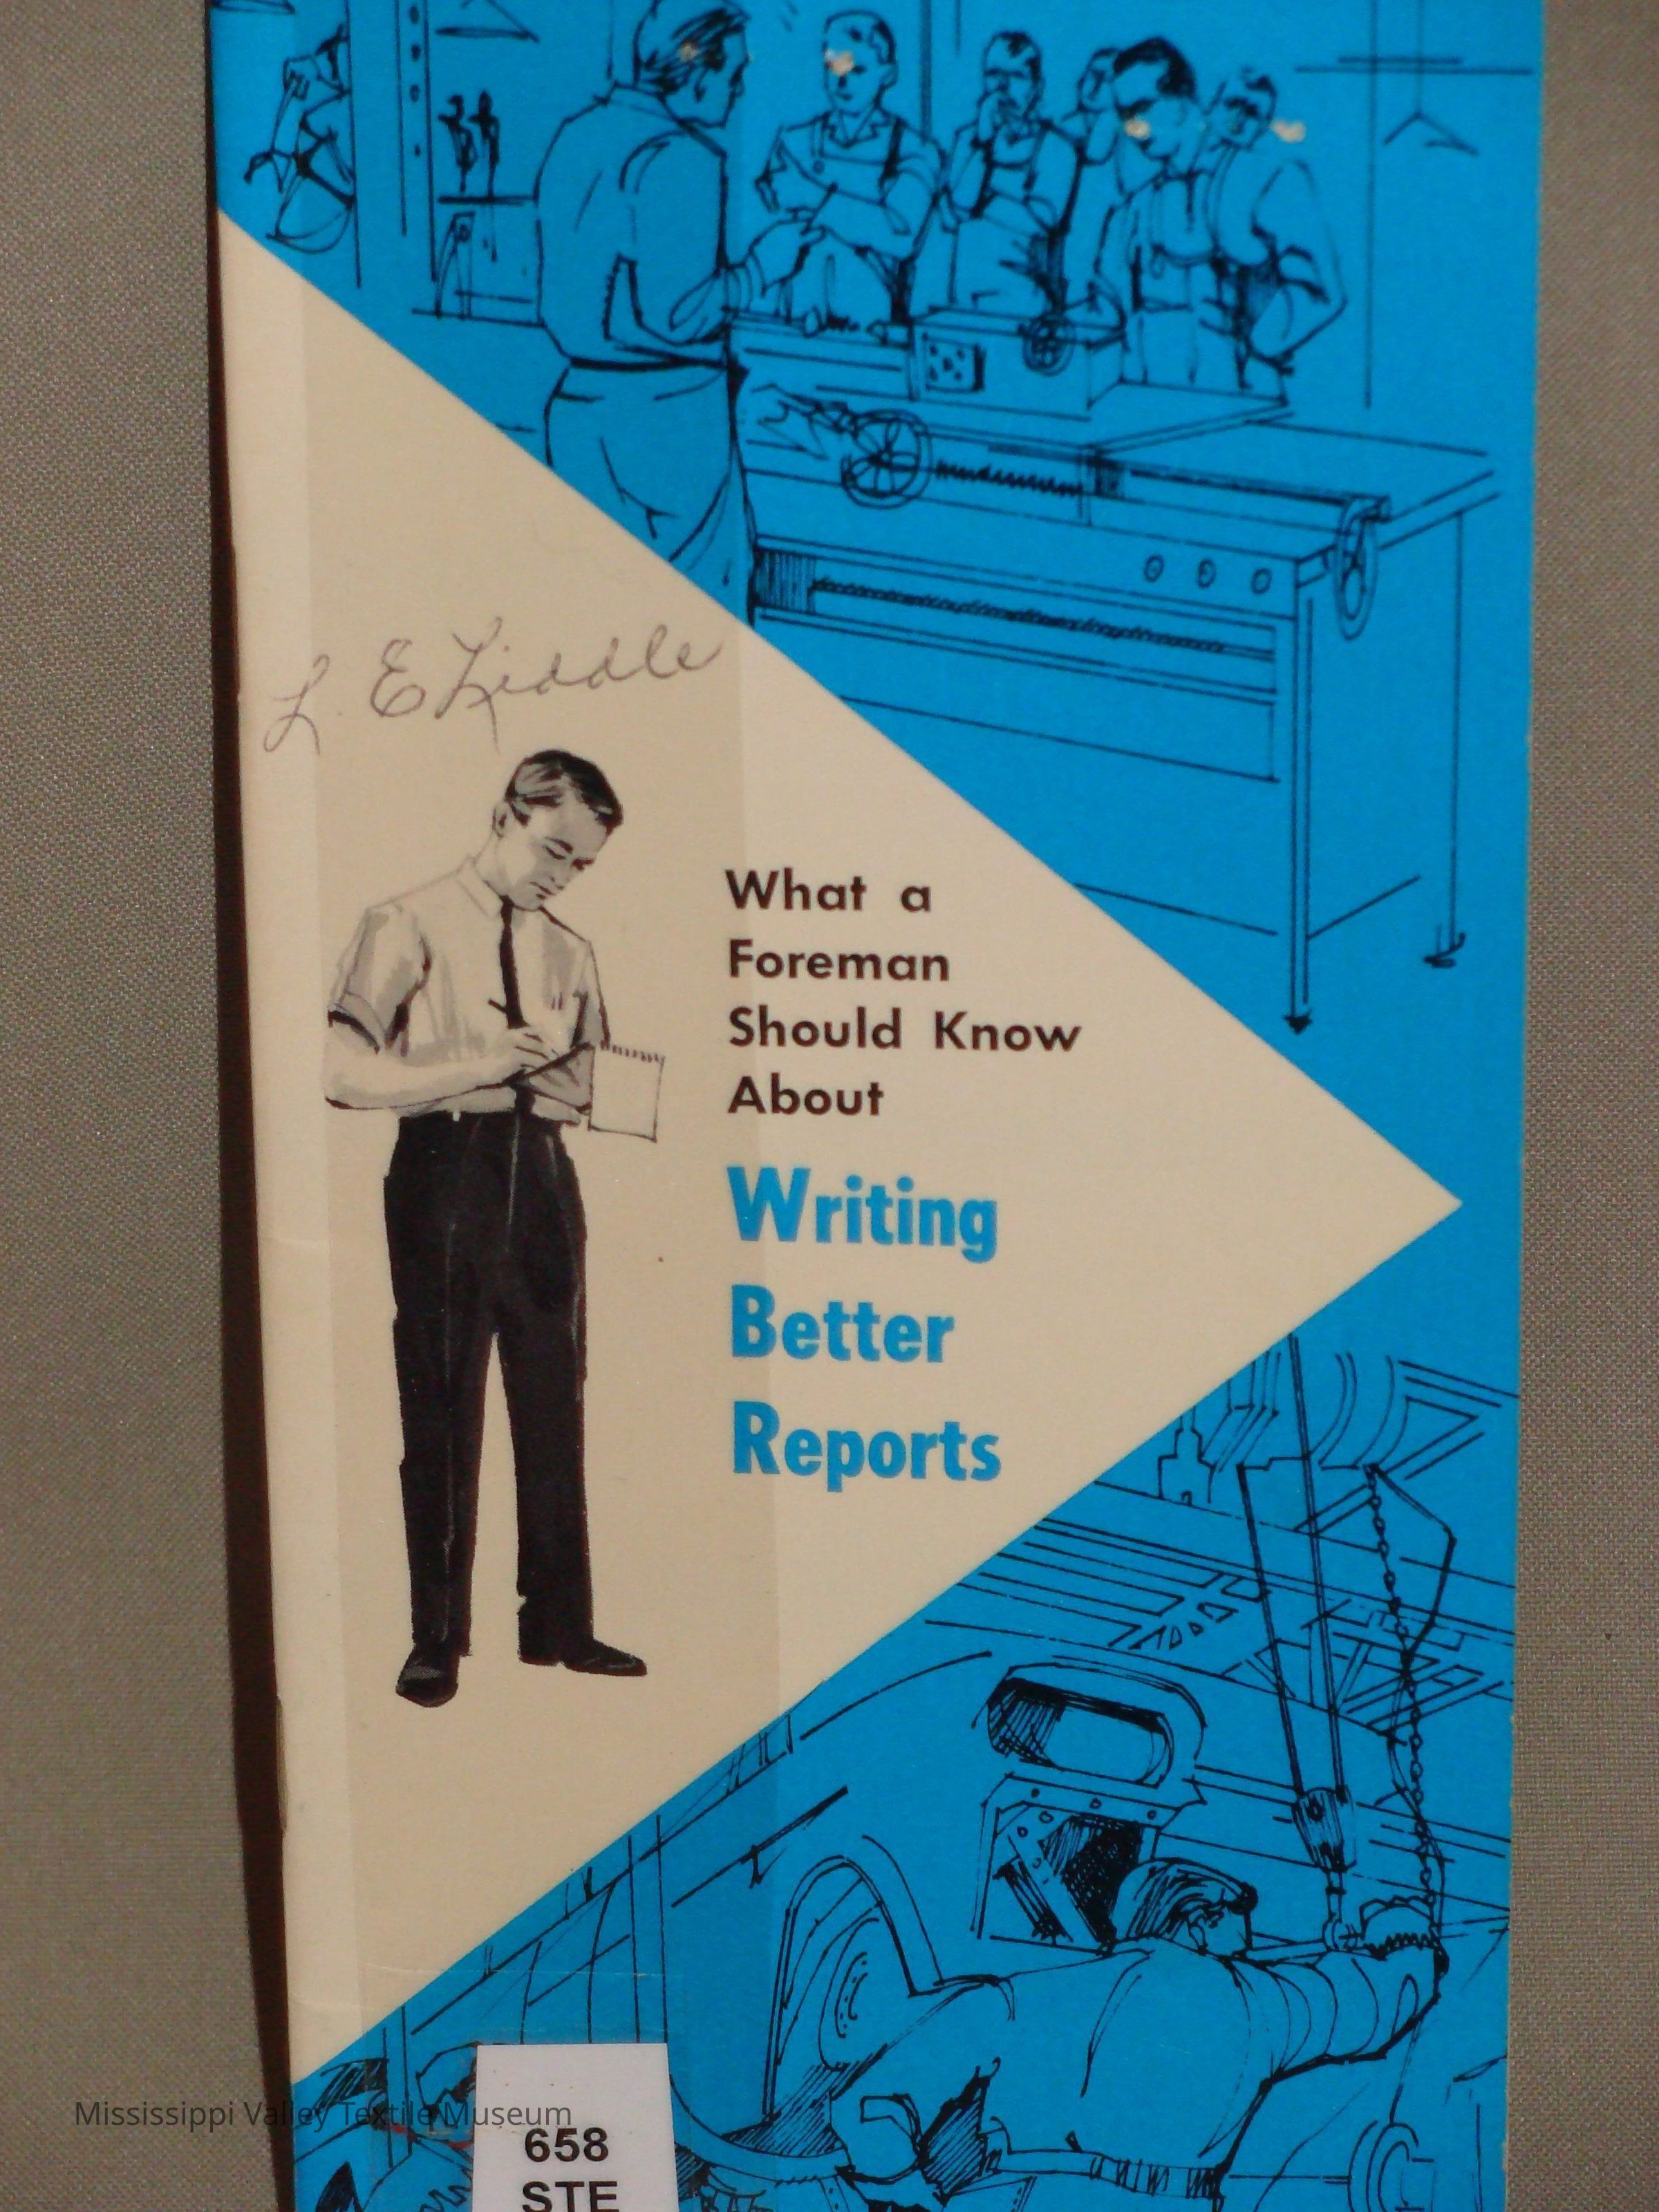 L. E Liddle
What a
Foreman
Should Know
About
Writing
Better
Reports
Mississippi Valley Textile Museum
658
STE